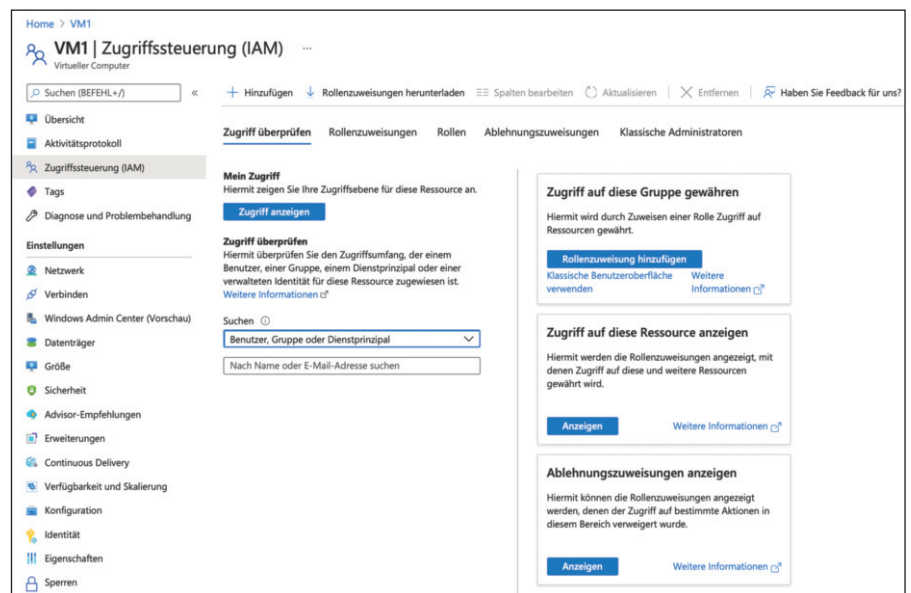 Home > VM1
VM1 | Zugriffssteuerung (IAM) ...
Virtueller Computer
Suchen (BEFEHL+/)
«
Übersicht
Aktivitätsprotokoll
Zugriffssteuerung (IAM)
Tags
Diagnose und Problembehandlung
Einstellungen
Netzwerk
Verbinden
Windows Admin Center (Vorschau)
Datenträger
Größe
Sicherheit
Advisor-Empfehlungen
Erweiterungen
Continuous Delivery
Verfügbarkeit und Skalierung
Konfiguration
Identität
Eigenschaften
Sperren
+ Hinzufügen Rollenzuweisungen herunterladen Spalten bearbeiten Aktualisieren Entfernen Haben Sie Feedback für uns?
Zugriff überprüfen Rollenzuweisungen Rollen Ablehnungszuweisungen Klassische Administratoren
Mein Zugriff
Hiermit zeigen Sie Ihre Zugriffsebene für diese Ressource an.
Zugriff anzeigen
Zugriff überprüfen
Hiermit überprüfen Sie den Zugriffsumfang, der einem
Benutzer, einer Gruppe, einem Dienstprinzipal oder einer
verwalteten Identität für diese Ressource zugewiesen ist.
Weitere Informationen
Suchen
Benutzer, Gruppe oder Dienstprinzipal
Nach Name oder E-Mail-Adresse suchen
Zugriff auf diese Gruppe gewähren
Hiermit wird durch Zuweisen einer Rolle Zugriff auf
Ressourcen gewährt.
Rollenzuweisung hinzufügen
Klassische Benutzeroberfläche Weitere
verwenden Informationen
Zugriff auf diese Ressource anzeigen
Hiermit werden die Rollenzuweisungen angezeigt, mit
denen Zugriff auf diese und weitere Ressourcen
gewährt wird.
Anzeigen Weitere Informationen
Ablehnungszuweisungen anzeigen
Hiermit können die Rollenzuweisungen angezeigt
werden, denen der Zugriff auf bestimmte Aktionen in
diesem Bereich verweigert wurde.
Anzeigen Weitere Informationen